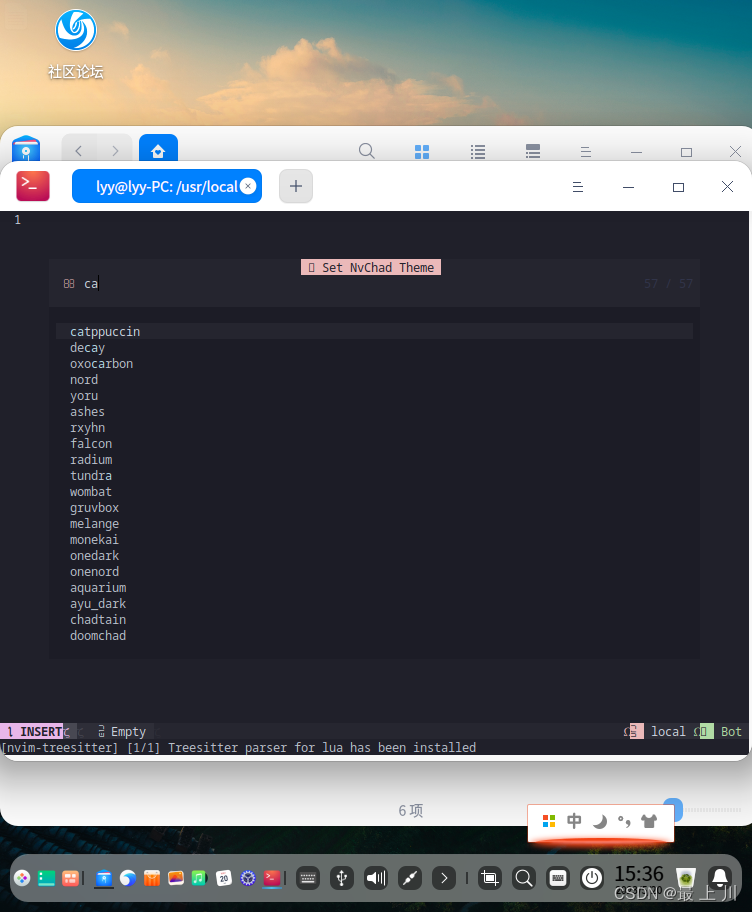 社区论坛
lyy@lyy-PC: /usr/local
1
Set NvChad Theme
ca
57 / 57
catppuccin
decay
oxocarbon
nord
yoru
ashes
rxyhn
falcon
radium
tundra
wombat
gruvbox
melange
monekai
onedark
onenord
aquarium
ayu_dark
chadtain
doomchad
INSERT Empty local Bot
[nvim-treesitter] [1/1] Treesitter parser for lua has been installed
6 项
中
20
15:36
CSDN @最 上 川